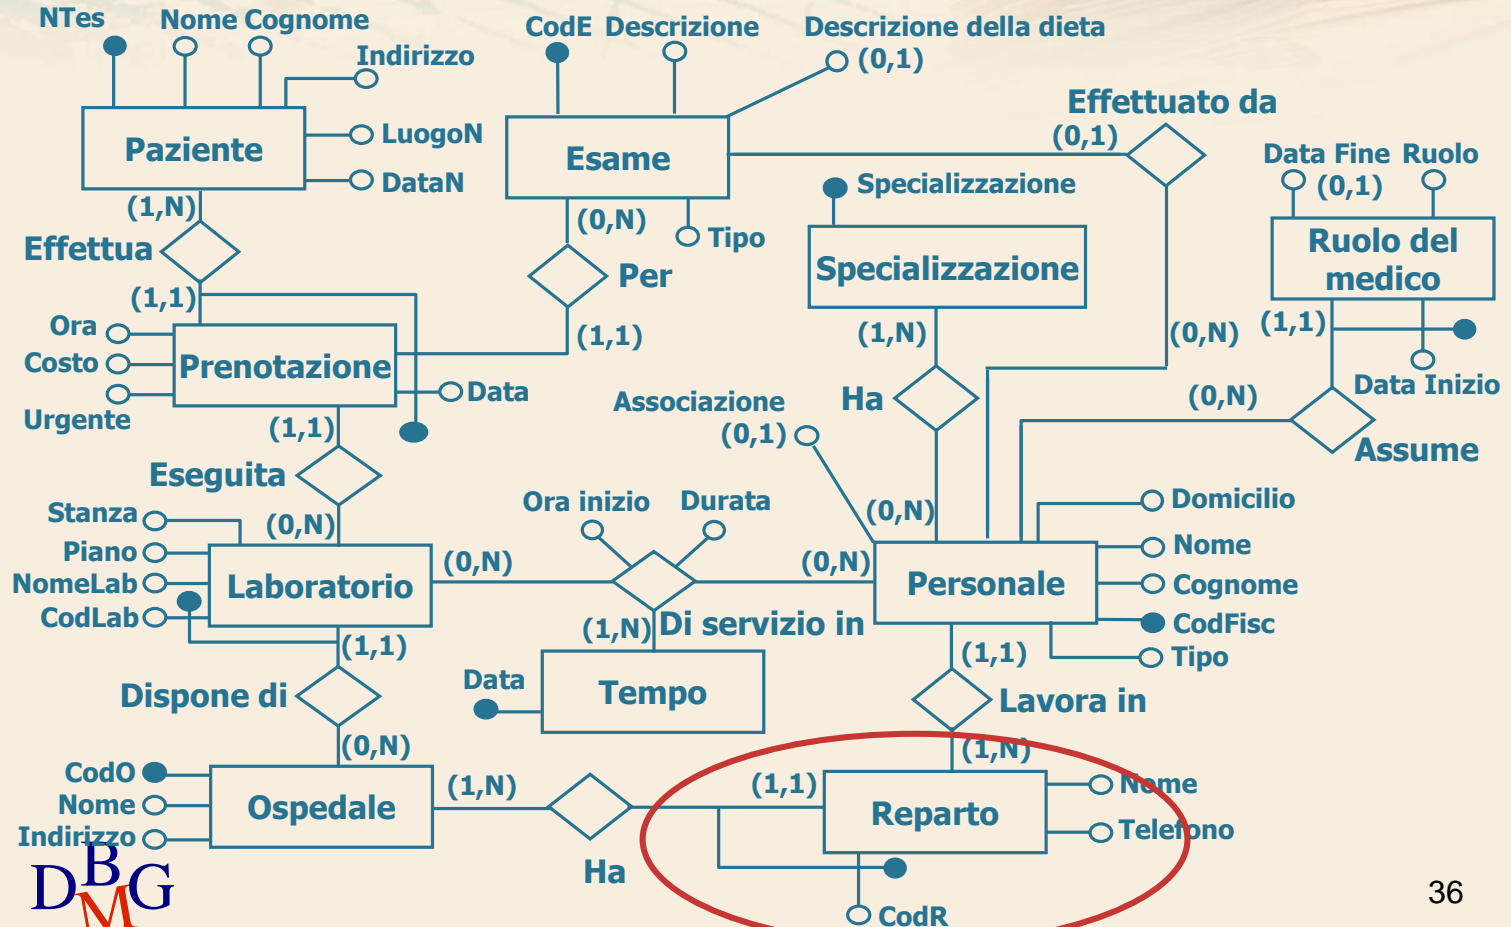 NTes
Nome Cognome
Indirizzo
Paziente
LuogoN
DataN
(1,N)
Effettua
(1,1)
Ora
Costo
Urgente
Prenotazione
Data
(1,1)
Eseguita
(0,N)
Stanza
Piano
NomeLab
CodLab
Laboratorio
(1,1)
Dispone di
(0,N)
CodO
Nome
Indirizzo
Ospedale
(1,N)
Ha
(1,1)
CodE Descrizione
Descrizione della dieta
(0,1)
Esame
Tipo
(0,N)
Per
(1,1)
Effettuato da
(0,1)
(0,N)
Specializzazione
Specializzazione
(1,N)
Ha
(0,N)
Data Fine Ruolo
(0,1)
Ruolo del
medico
(1,1)
Data Inizio
(0,N)
Assume
Associazione
(0,1)
Ora inizio
Durata
(0,N)
(0,N)
Di servizio in
(1,N)
Data
Tempo
Personale
Domicilio
Nome
Cognome
CodFisc
Tipo
(1,1)
Lavora in
(1,N)
Reparto
Nome
Telefono
CodR
DBMG
36